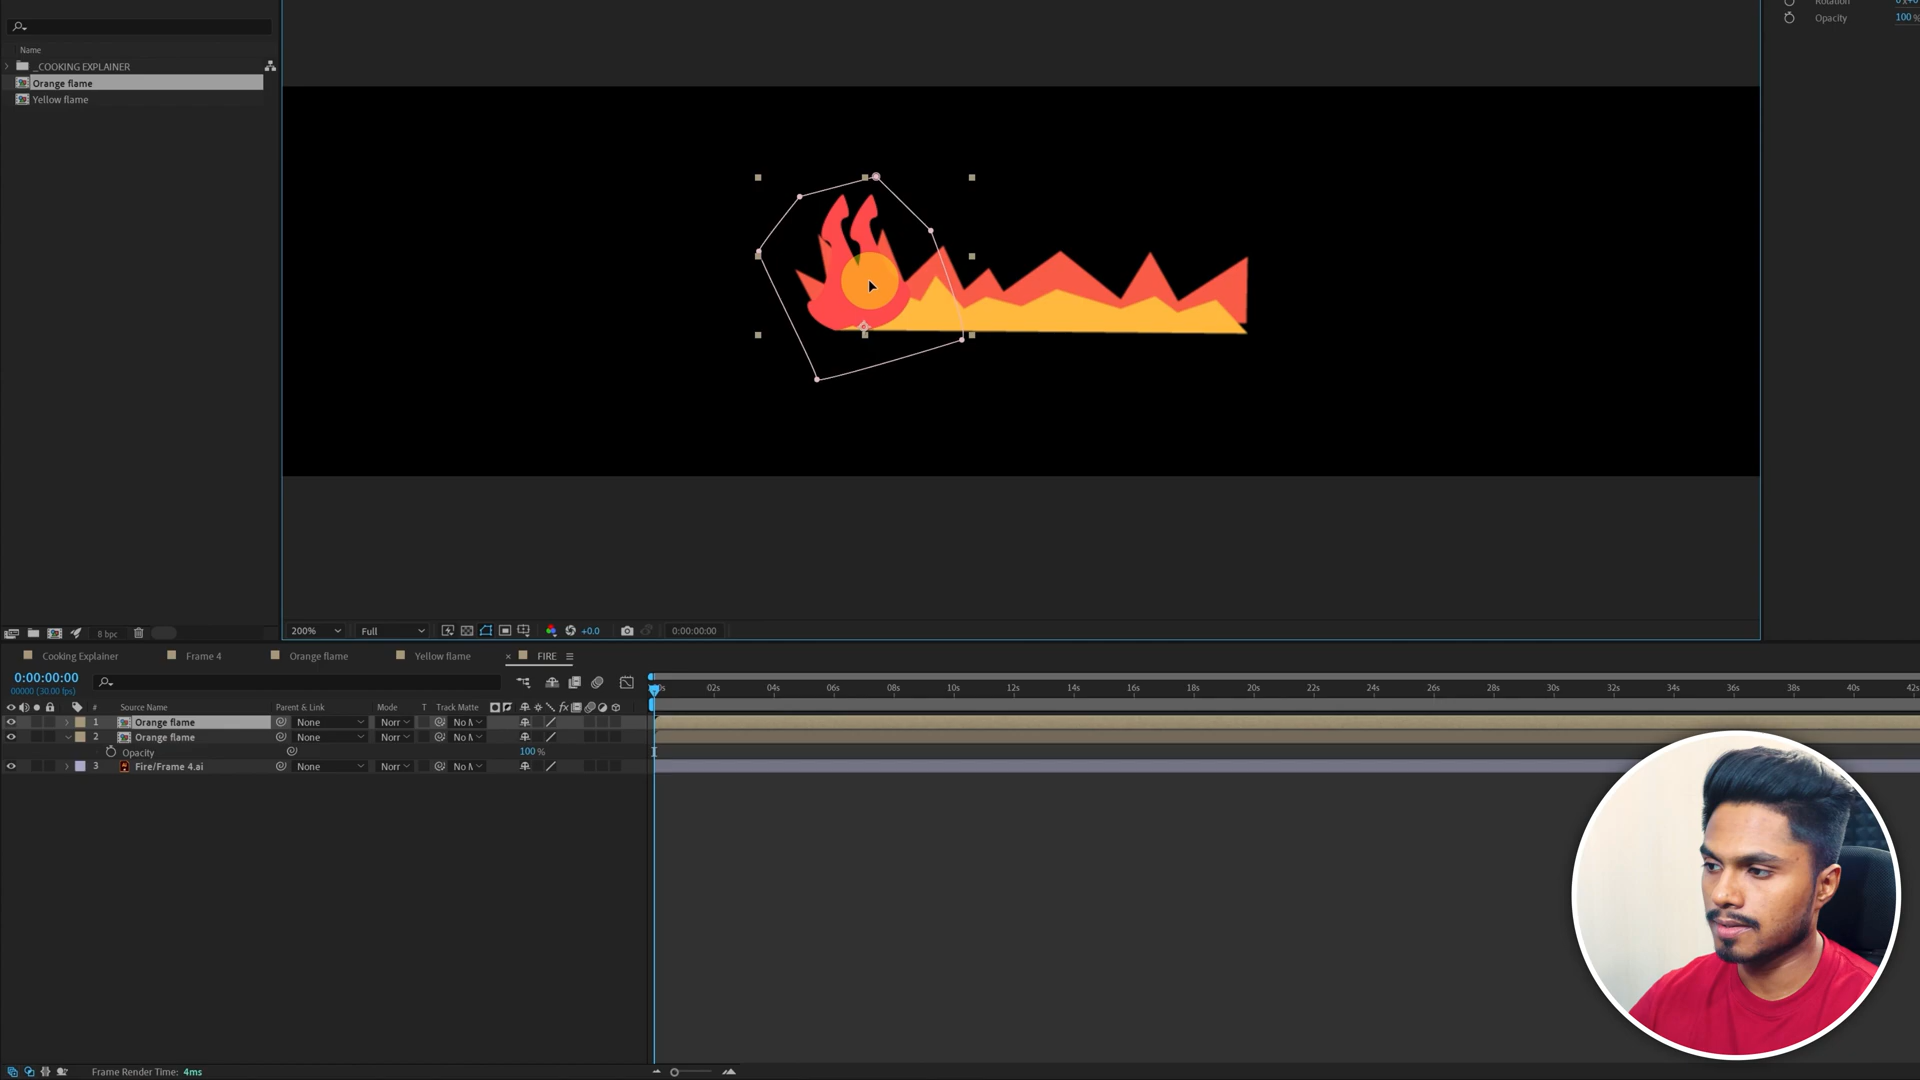 Rotation
Opacity 100 %
Name
_COOKING EXPLAINER
Orange flame
Yellow flame
8 bpc
200% Full +0.0 0:00:00:00
Cooking Explainer Frame 4 Orange flame Yellow flame × FIRE
0:00:00:00
00000 (30.00 fps)
02s 04s 06s 08s 10s 12s 14s 16s 18s 20s 22s 24s 26s 28s 30s 32s 34s 36s 38s 40s 42s
# Source Name Parent & Link Mode T Track Matte fx
1 Orange flame None Norr No M
2 Orange flame None Norr No M
Opacity 100 %
3 Fire/Frame 4.ai None Norr No M
Frame Render Time: 4ms